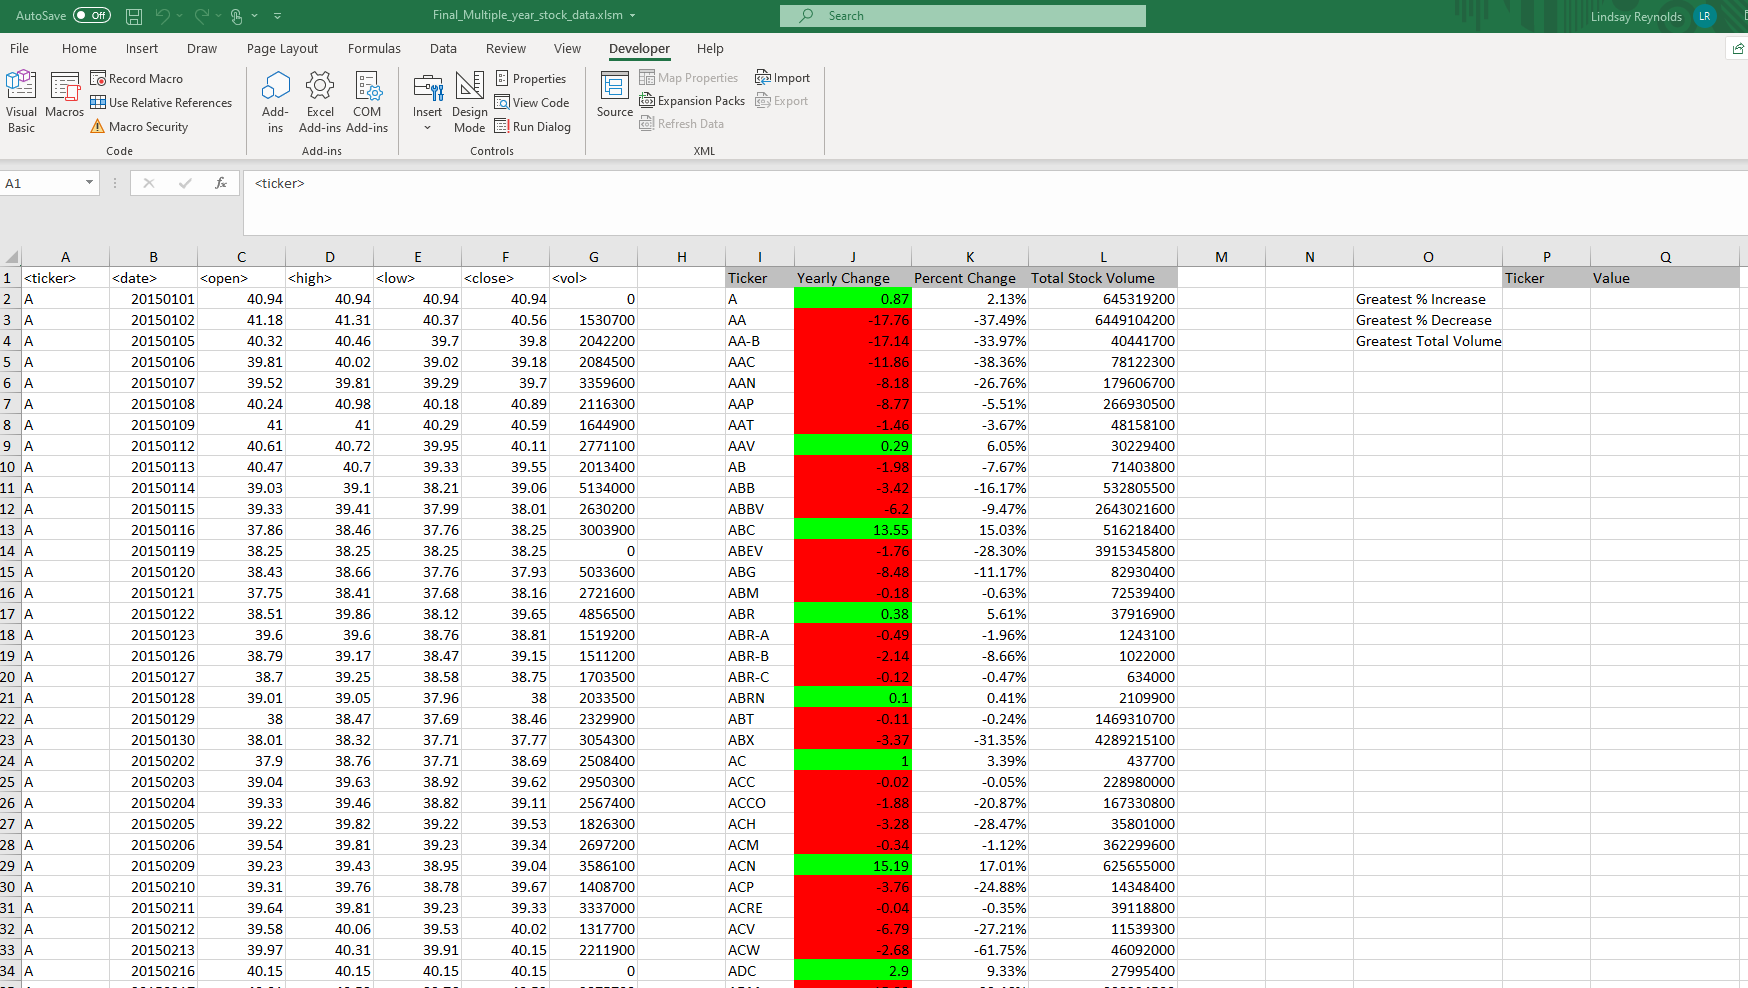 AutoSave Off Final_Multiple_year_stock_data.xlsm Search Lindsay Reynolds LR
File Home Insert Draw Page Layout Formulas Data Review View Developer Help
Visual Basic Macros Record Macro Use Relative References Macro Security Code
Add-ins Excel Add-ins COM Add-ins Add-ins
Insert Design Mode Properties View Code Run Dialog Controls
Source Map Properties Expansion Packs Refresh Data Import Export XML
A1 fx <ticker>
A B C D E F G H I J K L M N O P Q
1 <ticker> <date> <open> <high> <low> <close> <vol> Ticker Yearly Change Percent Change Total Stock Volume Ticker Value
2 A 20150101 40.94 40.94 40.94 40.94 0 A 0.87 2.13% 645319200 Greatest % Increase
3 A 20150102 41.18 41.31 40.37 40.56 1530700 AA -17.76 -37.49% 6449104200 Greatest % Decrease
4 A 20150105 40.32 40.46 39.7 39.8 2042200 AA-B -17.14 -33.97% 40441700 Greatest Total Volume
5 A 20150106 39.81 40.02 39.02 39.18 2084500 AAC -11.86 -38.36% 78122300
6 A 20150107 39.52 39.81 39.29 39.7 3359600 AAN -8.18 -26.76% 179606700
7 A 20150108 40.24 40.98 40.18 40.89 2116300 AAP -8.77 -5.51% 266930500
8 A 20150109 41 41 40.29 40.59 1644900 AAT -1.46 -3.67% 48158100
9 A 20150112 40.61 40.72 39.95 40.11 2771100 AAV 0.29 6.05% 30229400
10 A 20150113 40.47 40.7 39.33 39.55 2013400 AB -1.98 -7.67% 71403800
11 A 20150114 39.03 39.1 38.21 39.06 5134000 ABB -3.42 -16.17% 532805500
12 A 20150115 39.33 39.41 37.99 38.01 2630200 ABBV -6.2 -9.47% 2643021600
13 A 20150116 37.86 38.46 37.76 38.25 3003900 ABC 13.55 15.03% 516218400
14 A 20150119 38.25 38.25 38.25 38.25 0 ABEV -1.76 -28.30% 3915345800
15 A 20150120 38.43 38.66 37.76 37.93 5033600 ABG -8.48 -11.17% 82930400
16 A 20150121 37.75 38.41 37.68 38.16 2721600 ABM -0.18 -0.63% 72539400
17 A 20150122 38.51 39.86 38.12 39.65 4856500 ABR 0.38 5.61% 37916900
18 A 20150123 39.6 39.6 38.76 38.81 1519200 ABR-A -0.49 -1.96% 1243100
19 A 20150126 38.79 39.17 38.47 39.15 1511200 ABR-B -2.14 -8.66% 1022000
20 A 20150127 38.7 39.25 38.58 38.75 1703500 ABR-C -0.12 -0.47% 634000
21 A 20150128 39.01 39.05 37.96 38 2033500 ABRN 0.1 0.41% 2109900
22 A 20150129 38 38.47 37.69 38.46 2329900 ABT -0.11 -0.24% 1469310700
23 A 20150130 38.01 38.32 37.71 37.77 3054300 ABX -3.37 -31.35% 4289215100
24 A 20150202 37.9 38.76 37.71 38.69 2508400 AC 1 3.39% 437700
25 A 20150203 39.04 39.63 38.92 39.62 2950300 ACC -0.02 -0.05% 228980000
26 A 20150204 39.33 39.46 38.82 39.11 2567400 ACCO -1.88 -20.87% 167330800
27 A 20150205 39.22 39.82 39.22 39.53 1826300 ACH -3.28 -28.47% 35801000
28 A 20150206 39.54 39.81 39.23 39.34 2697200 ACM -0.34 -1.12% 362299600
29 A 20150209 39.23 39.43 38.95 39.04 3586100 ACN 15.19 17.01% 625655000
30 A 20150210 39.31 39.76 38.78 39.67 1408700 ACP -3.76 -24.88% 14348400
31 A 20150211 39.64 39.81 39.23 39.33 3337000 ACRE -0.04 -0.35% 39118800
32 A 20150212 39.58 40.06 39.53 40.02 1317700 ACV -6.79 -27.21% 11539300
33 A 20150213 39.97 40.31 39.91 40.15 2211900 ACW -2.68 -61.75% 46092000
34 A 20150216 40.15 40.15 40.15 40.15 0 ADC 2.9 9.33% 27995400